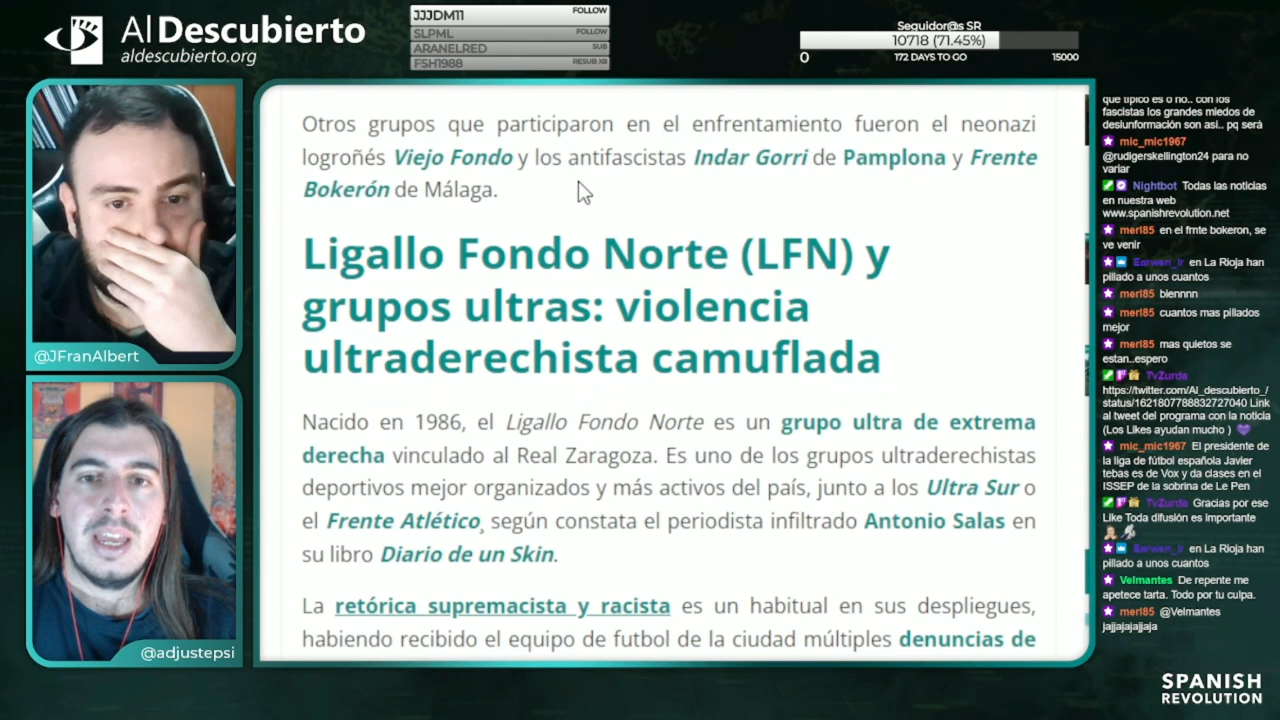 Al Descubierto
aldescubierto.org
JJJDM11 FOLLOW
SLPML FOLLOW
ARANELRED SUB
FSH1988 RESUB X8
Seguidor@s SR
10718 (71.45%)
0 172 DAYS TO GO 15000
@JFranAlbert
@adjustepsi
Otros grupos que participaron en el enfrentamiento fueron el neonazi
logroñés Viejo Fondo y los antifascistas Indar Gorri de Pamplona y Frente
Bokerón de Málaga.
Ligallo Fondo Norte (LFN) y
grupos ultras: violencia
ultraderechista camuflada
Nacido en 1986, el Ligallo Fondo Norte es un grupo ultra de extrema
derecha vinculado al Real Zaragoza. Es uno de los grupos ultraderechistas
deportivos mejor organizados y más activos del país, junto a los Ultra Sur o
el Frente Atlético, según constata el periodista infiltrado Antonio Salas en
su libro Diario de un Skin.
La retórica supremacista y racista es un habitual en sus despliegues,
habiendo recibido el equipo de futbol de la ciudad múltiples denuncias de
que tipico es o no.. con los
fascistas los grandes miedos de
desiunformación son asi.. pq será
mic_mic1967
@rudigerskellington24 para no
variar
Nightbot Todas las noticias
en nuestra web
www.spanishrevolution.net
merl85 en el frnte bokeron, se
ve venir
Earwen_ir en La Rioja han
pillado a unos cuantos
merl85 biennnn
merl85 cuantos mas pillados
mejor
merl85 mas quietos se
estan..espero
TvZurda
https://twitter.com/Al_descubierto_/
status/1621807788832727040 Link
al tweet del programa con la noticia
(Los Likes ayudan mucho )
mic_mic1967 El presidente de
la liga de fútbol española Javier
tebas es de Vox y da clases en el
ISSEP de la sobrina de Le Pen
TvZurda Gracias por ese
Like Toda difusión es importante
Earwen_ir en La Rioja han
pillado a unos cuantos
Velmantes De repente me
apetece tarta. Todo por tu culpa.
merl85 @Velmantes
jajjajajajjaja
SPANISH
REVOLUTION